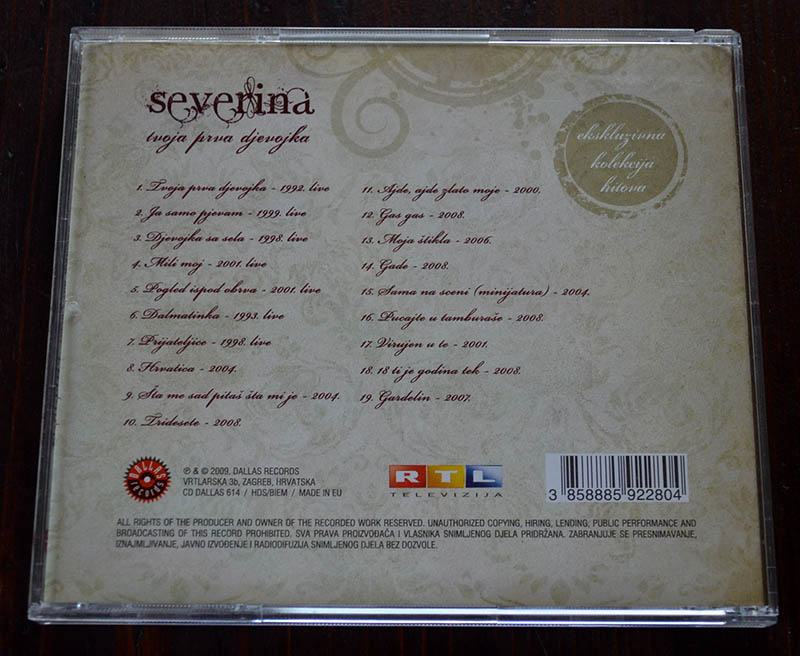 severina
tvoja prva djevojka
ekskluzivna
kolekcija
hitova
1. Tvoja prva djevojka - 1992. live
2. Ja samo pjevam - 1999. live
3. Djevojka sa sela - 1998. live
4. Mili moj - 2001. live
5. Pogled ispod obrva - 2001. live
6. Dalmatinka - 1993. live
7. Prijateljice - 1998. live
8. Hrvatica - 2004.
9. Šta me sad pitaš šta mi je - 2004.
10. Tridesete - 2008.
11. Ajde, ajde zlato moje - 2000.
12. Gas gas - 2008.
13. Moja štikla - 2006.
14. Gade - 2008.
15. Sama na sceni (minijatura) - 2004.
16. Pucajte u tamburaše - 2008.
17. Virujen u te - 2001.
18. 18 ti je godina tek - 2008.
19. Gardelin - 2007.
DALLAS
RECORDS
℗ & © 2009, DALLAS RECORDS
VRTLARSKA 3b, ZAGREB, HRVATSKA
CD DALLAS 614 / HDS/BIEM / MADE IN EU
RTL
TELEVIZIJA
3 858885 922804
ALL RIGHTS OF THE PRODUCER AND OWNER OF THE RECORDED WORK RESERVED. UNAUTHORIZED COPYING, HIRING, LENDING, PUBLIC PERFORMANCE AND
BROADCASTING OF THIS RECORD PROHIBITED. SVA PRAVA PROIZVOĐAČA I VLASNIKA SNIMLJENOG DJELA PRIDRŽANA. ZABRANJUJE SE PRESNIMAVANJE,
IZNAJMLJIVANJE, JAVNO IZVOĐENJE I RADIODIFUZIJA SNIMLJENOG DJELA BEZ DOZVOLE.